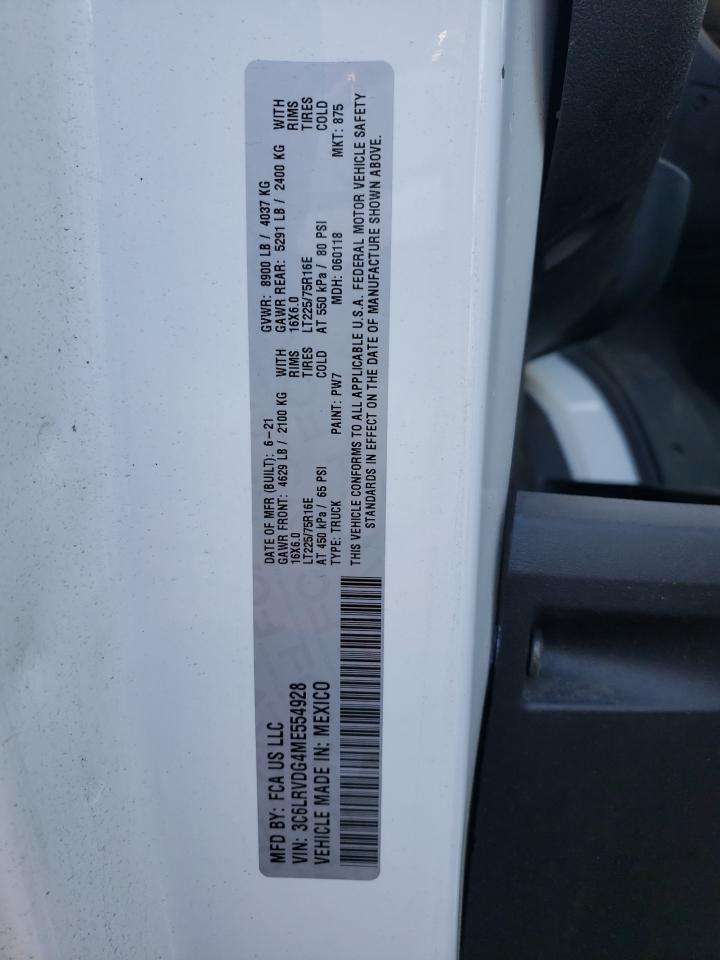 MFD BY: FCA US LLC
VIN: 3C6LRVDG4ME554928
VEHICLE MADE IN: MEXICO
DATE OF MFR (BUILT): 6-21 GVWR: 8900 LB / 4037 KG
GAWR FRONT: 4629 LB / 2100 KG WITH GAWR REAR: 5291 LB / 2400 KG WITH
16X6.0 RIMS 16X6.0 RIMS
LT225/75R16E TIRES LT225/75R16E TIRES
AT 450 kPa / 65 PSI COLD AT 550 kPa / 80 PSI COLD
TYPE: TRUCK PAINT: PW7 MDH: 060118 MKT: 875
THIS VEHICLE CONFORMS TO ALL APPLICABLE U.S.A. FEDERAL MOTOR VEHICLE SAFETY
STANDARDS IN EFFECT ON THE DATE OF MANUFACTURE SHOWN ABOVE.